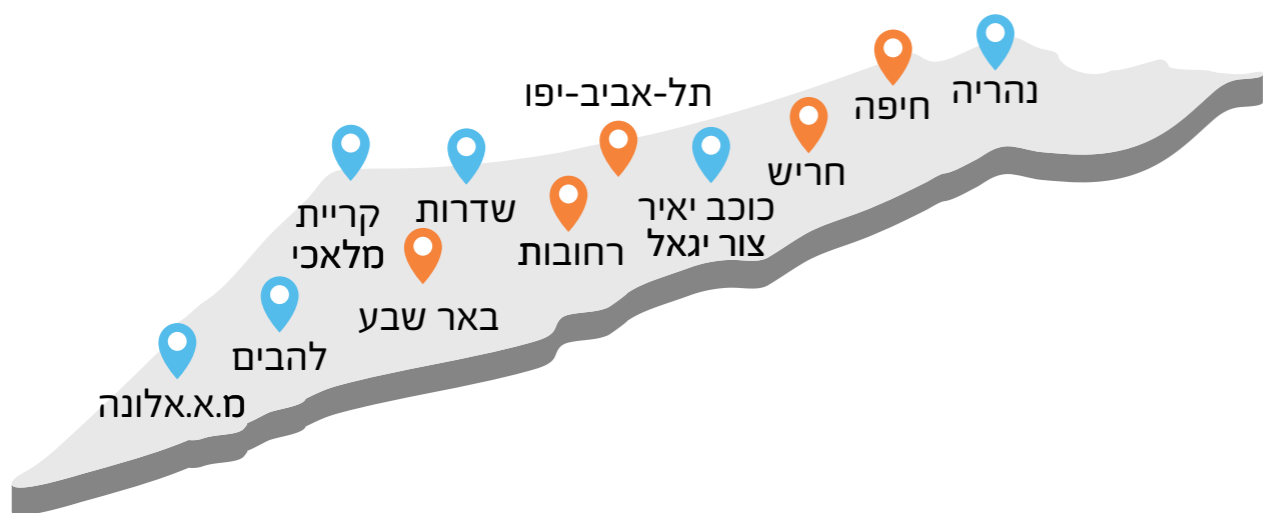 נהריה
חיפה
תל-אביב-יפו
חריש
כוכב יאיר
צור יגאל
רחובות
שדרות
קריית
מלאכי
באר שבע
להבים
מ.א.אלונה